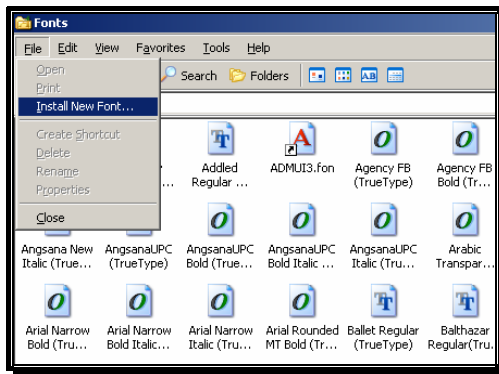 Fonts
File Edit View Favorites Tools Help
Open
Print
Install New Font...
Create Shortcut
Delete
Rename
Properties
Close
Search Folders
AB
Addled Regular ...
ADMUI3.fon
Agency FB (TrueType)
Agency FB Bold (Tr...
Angsana New Italic (True...
AngsanaUPC (TrueType)
AngsanaUPC Bold (True...
AngsanaUPC Bold Italic ...
AngsanaUPC Italic (Tru...
Arabic Transpar...
Arial Narrow Bold (Tru...
Arial Narrow Bold Italic...
Arial Narrow Italic (Tru...
Arial Rounded MT Bold (Tr...
Ballet Regular (TrueType)
Balthazar Regular(Tru...